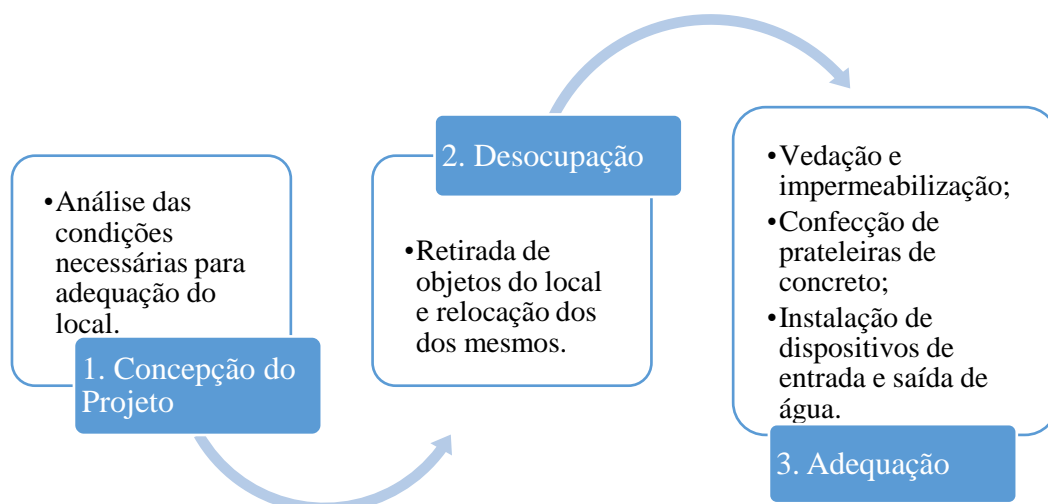 •Análise das
condições
necessárias para
adequação do
local.
1. Concepção do
Projeto
2. Desocupação
•Retirada de
objetos do local
e relocação dos
dos mesmos.
•Vedação e
impermeabilização;
•Confecção de
prateleiras de
concreto;
•Instalação de
dispositivos de
entrada e saída de
água.
3. Adequação